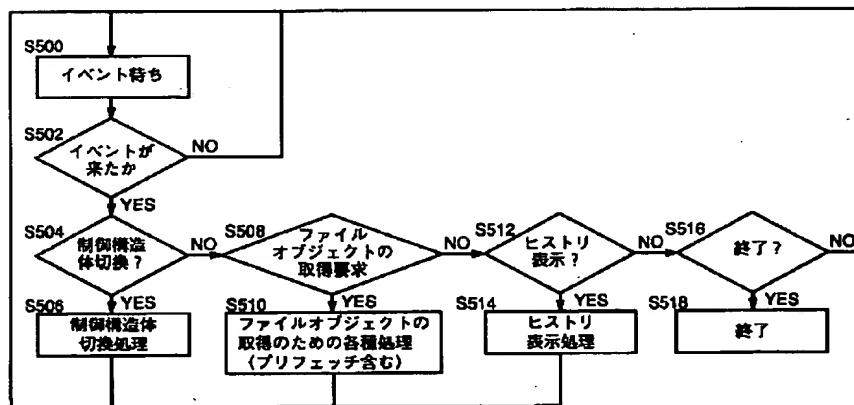 S500
イベント待ち
S502
イベントが
来たか
NO
YES
S504
制御構造
体切換?
NO
YES
S506
制御構造体
切換処理
S508
ファイル
オブジェクトの
取得要求
NO
YES
S510
ファイルオブジェクトの
取得のための各種処理
(プリフェッチ含む)
S512
ヒストリ
表示?
NO
YES
S514
ヒストリ
表示処理
S516
終了?
NO
YES
S518
終了